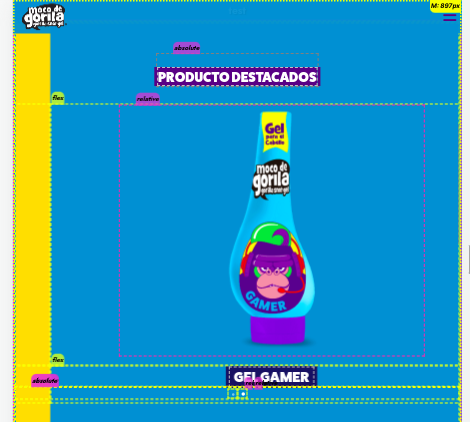 M: 897px
moco de
gorila
absolute
PRODUCTO DESTACADOS
flex
relative
Gel
para el
Cabello
moco de
gorila
GAMER
flex
absolute
GEL GAMER